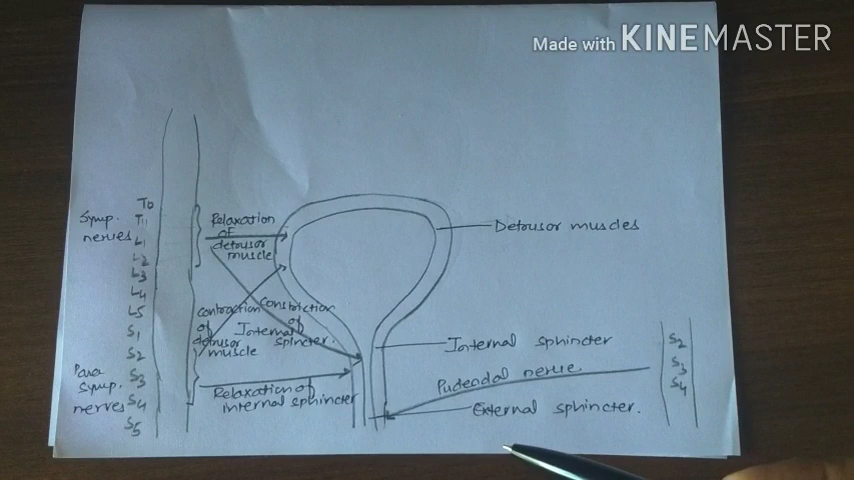 Made with KINEMASTER
T10
T11
L1
L2
L3
L4
L5
S1
S2
S3
S4
S5
Symp.
nerves
Para
Symp.
nerves
Relaxation
of
detrusor
muscle
contraction
of
detrusor
muscle
Constriction
of
Internal
sphincter.
Relaxation of
internal sphincter
Detrusor muscles
Internal sphincter
Pudendal nerve
External sphincter.
S2
S3
S4